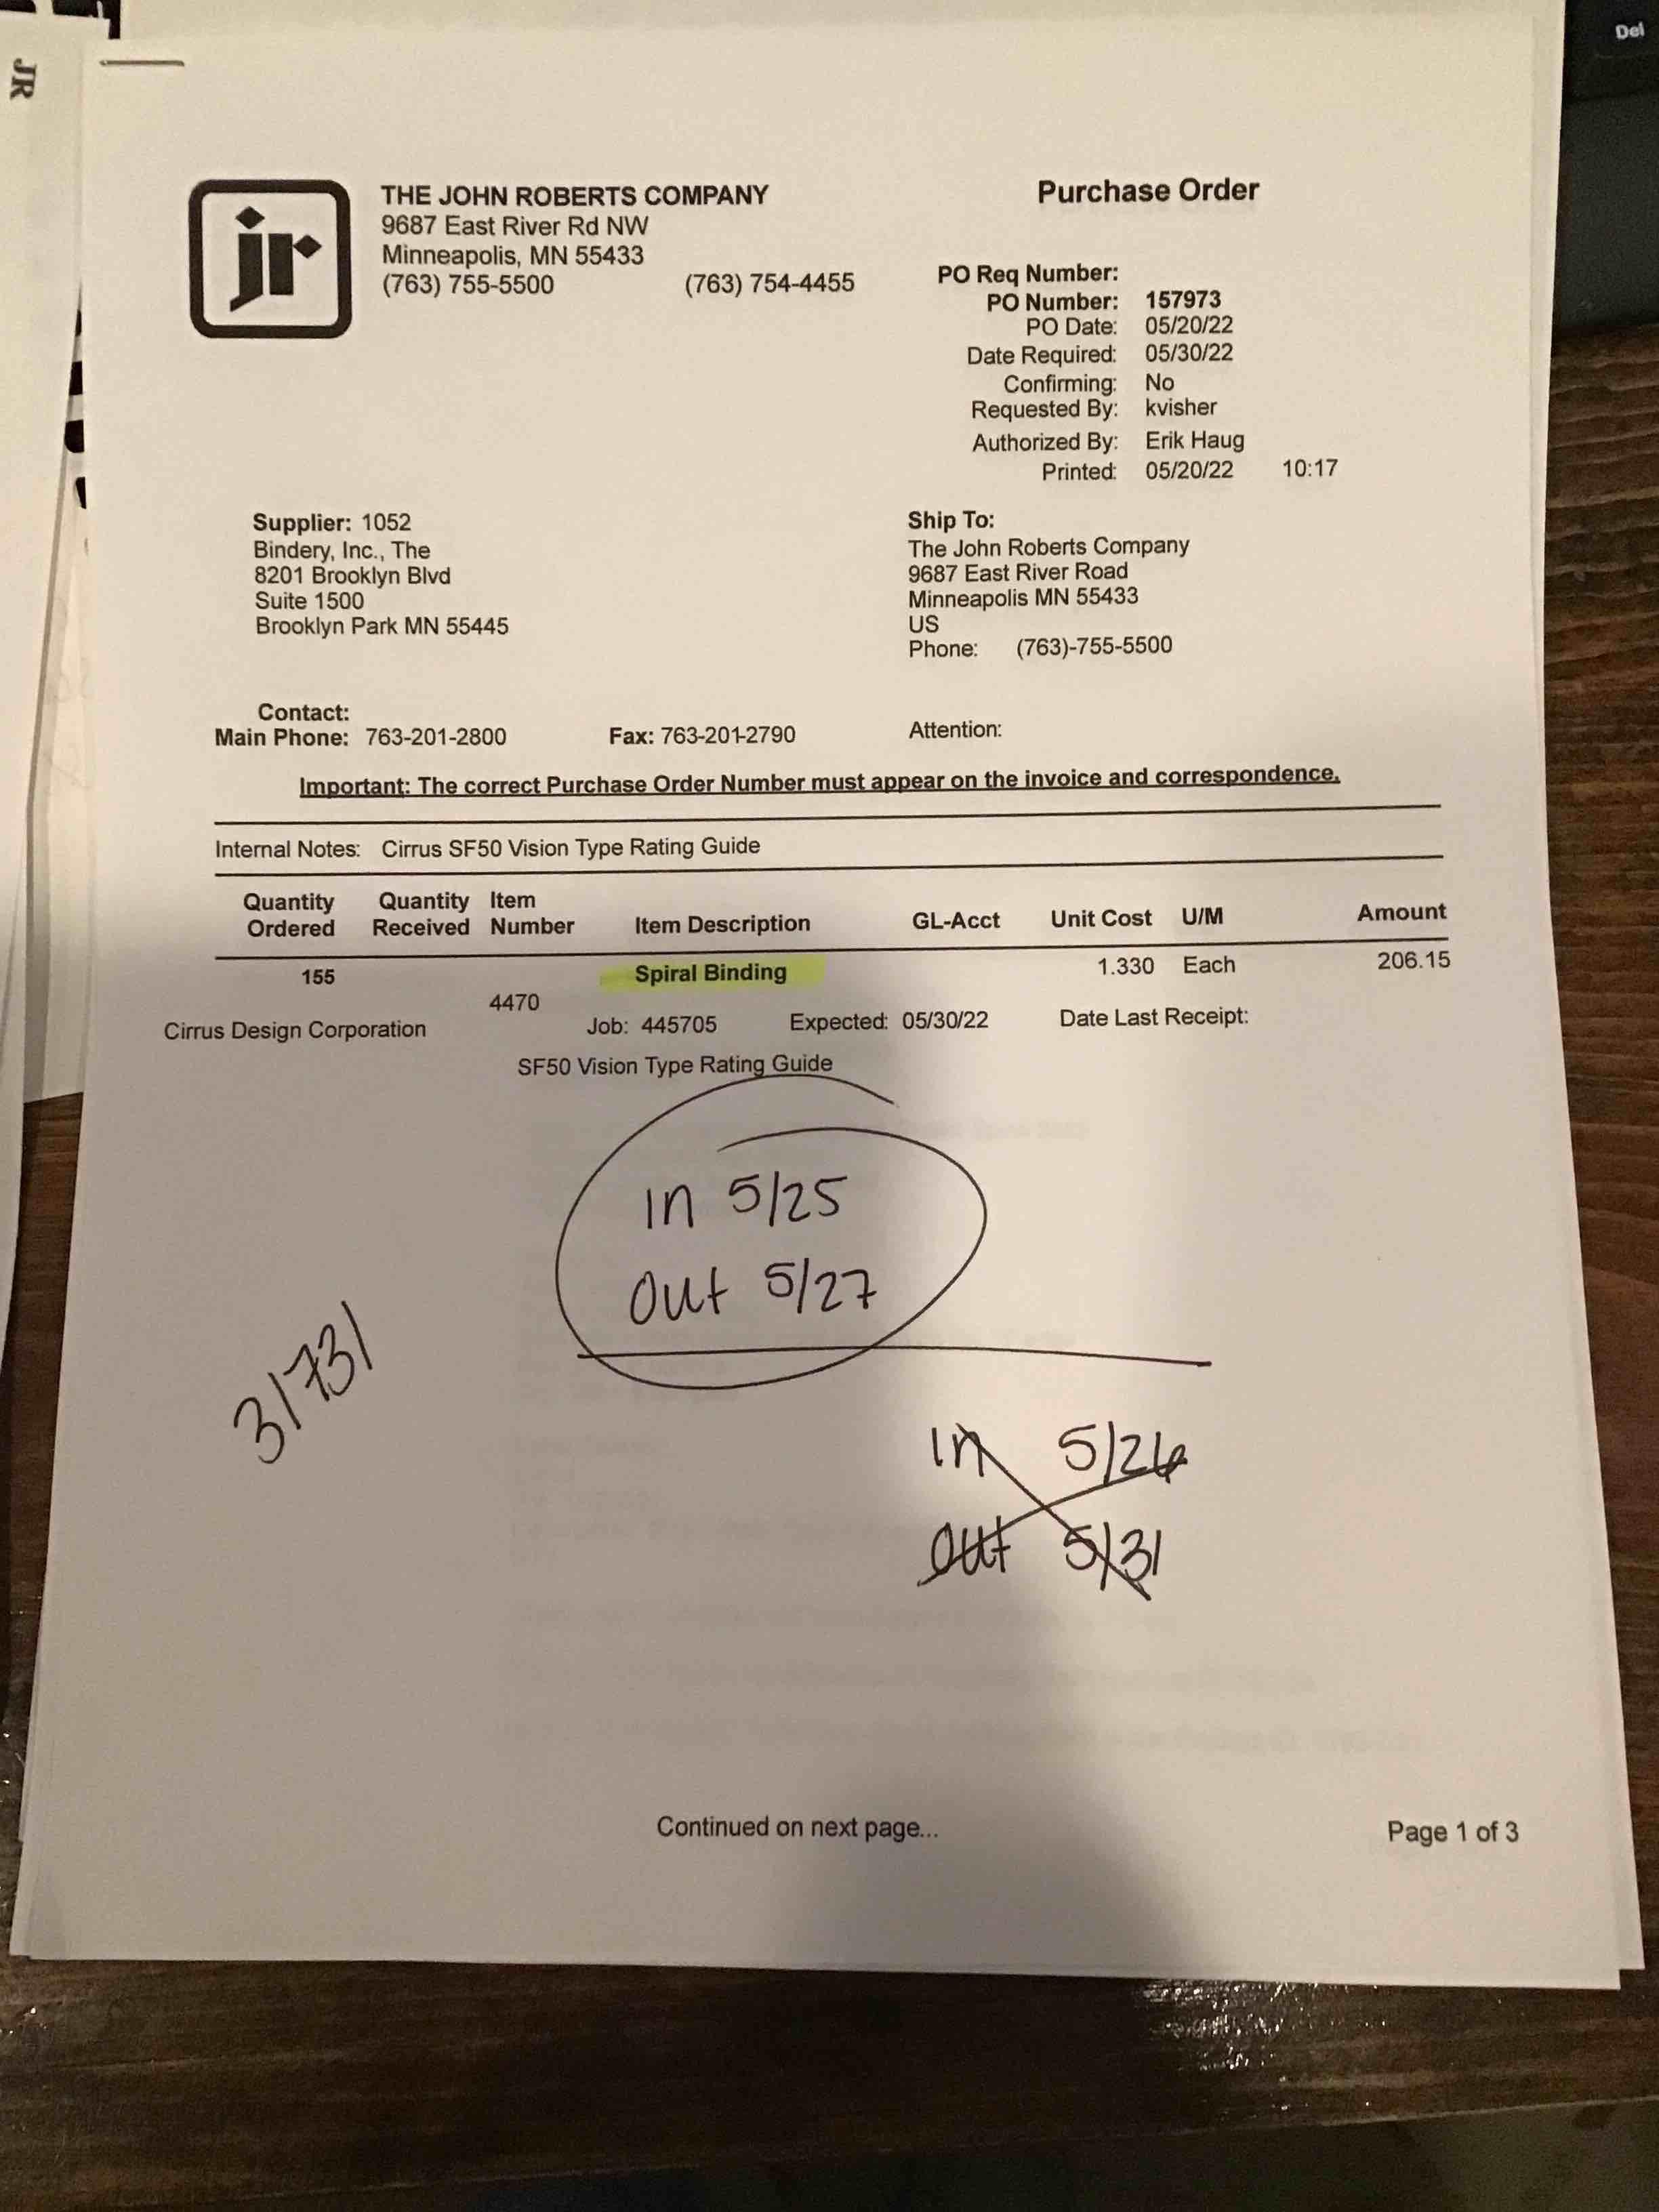 JR
Del
jr
THE JOHN ROBERTS COMPANY
9687 East River Rd NW
Minneapolis, MN 55433
(763) 755-5500 (763) 754-4455
Purchase Order
PO Req Number:
PO Number: 157973
PO Date: 05/20/22
Date Required: 05/30/22
Confirming: No
Requested By: kvisher
Authorized By: Erik Haug
Printed: 05/20/22 10:17
Supplier: 1052
Bindery, Inc., The
8201 Brooklyn Blvd
Suite 1500
Brooklyn Park MN 55445
Ship To:
The John Roberts Company
9687 East River Road
Minneapolis MN 55433
US
Phone: (763)-755-5500
Contact:
Main Phone: 763-201-2800 Fax: 763-201-2790
Attention:
Important: The correct Purchase Order Number must appear on the invoice and correspondence.
Internal Notes: Cirrus SF50 Vision Type Rating Guide
Quantity Ordered Quantity Received Item Number Item Description GL-Acct Unit Cost U/M Amount
155 Spiral Binding 1.330 Each 206.15
4470
Cirrus Design Corporation Job: 445705 Expected: 05/30/22 Date Last Receipt:
SF50 Vision Type Rating Guide
In 5/25
Out 5/27
31731
In 5/26
Out 5/31
Continued on next page...
Page 1 of 3